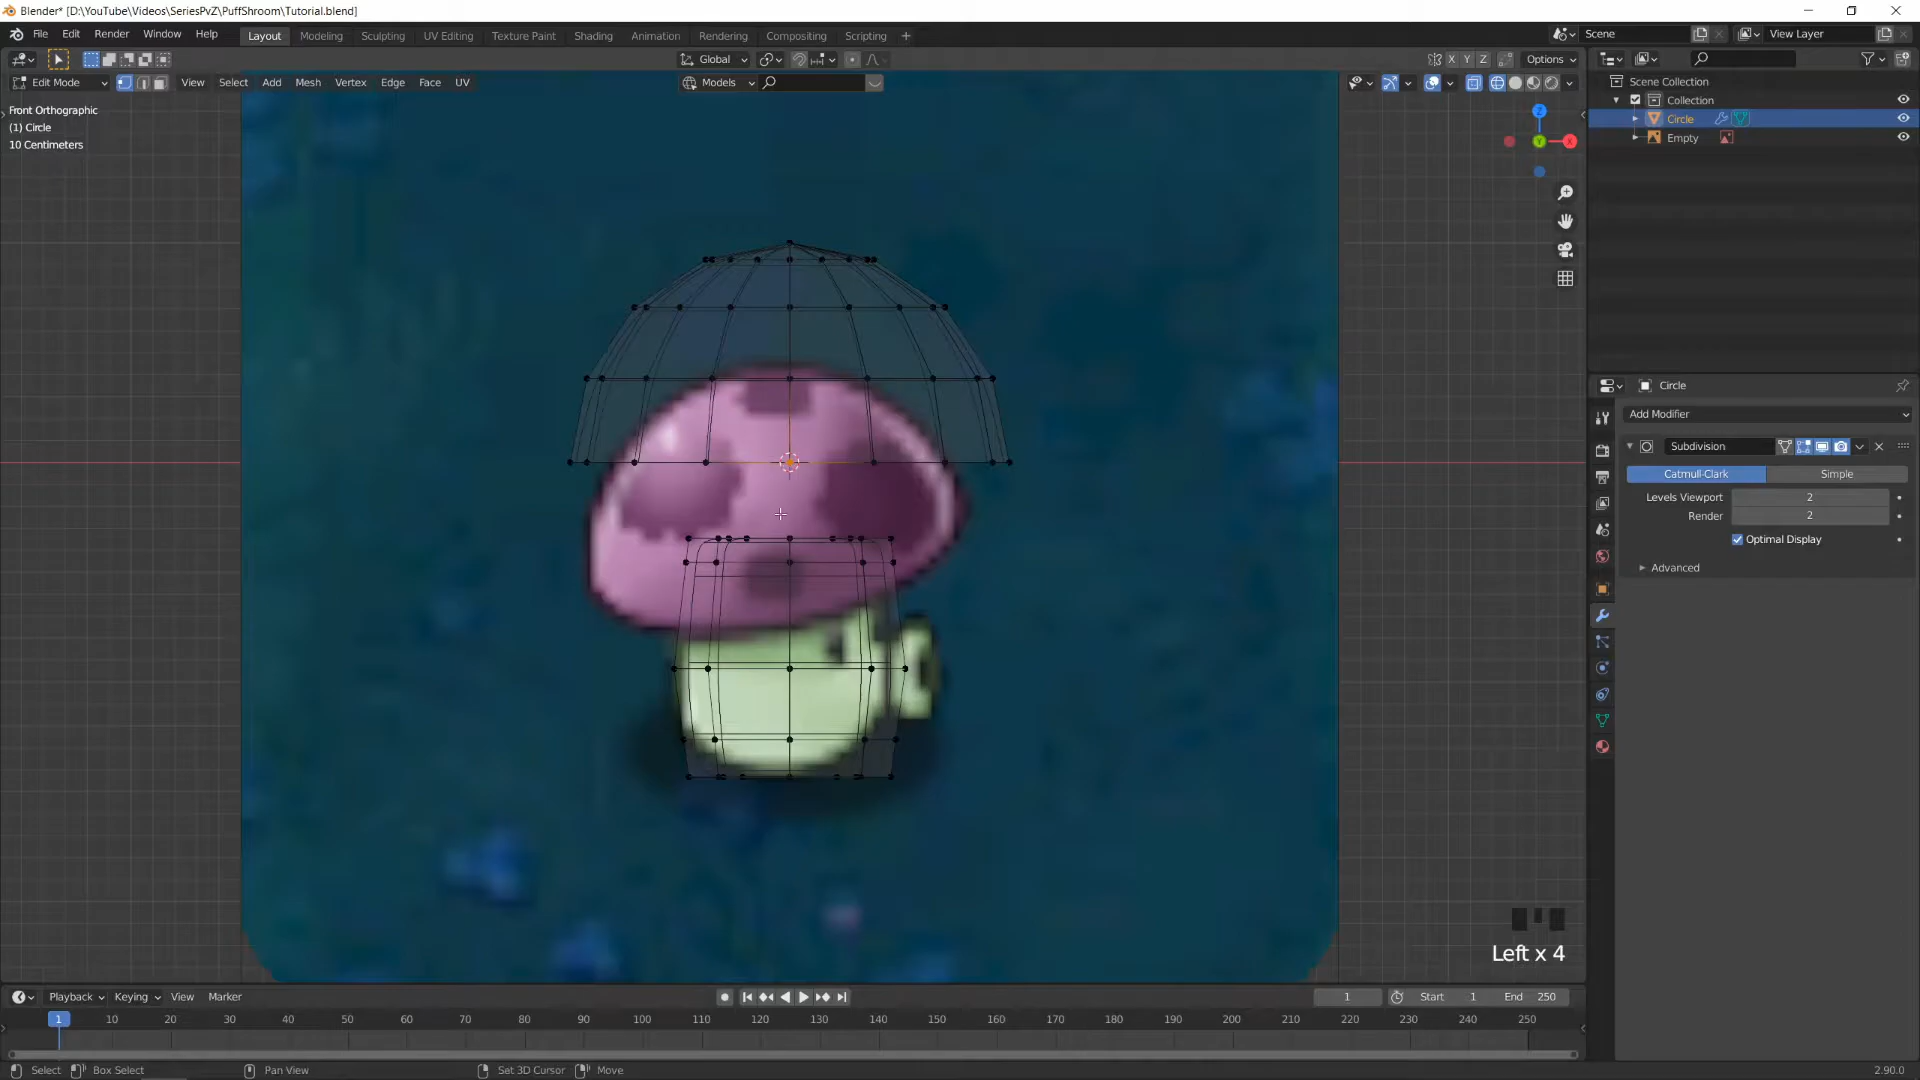 Blender* [D:\YouTube\Videos\SeriesPvZ\PuffShroom\Tutorial.blend]
File Edit Render Window Help Layout Modeling Sculpting UV Editing Texture Paint Shading Animation Rendering Compositing Scripting + Scene View Layer
Global X Y Z Options
Edit Mode View Select Add Mesh Vertex Edge Face UV Models
Front Orthographic
(1) Circle
10 Centimeters
Z
Y
X
Scene Collection
Collection
Circle
Empty
Circle
Add Modifier
Subdivision
Catmull-Clark Simple
Levels Viewport 2
Render 2
Optimal Display
Advanced
Left x 4
Playback Keying View Marker 1 Start 1 End 250
1 10 20 30 40 50 60 70 80 90 100 110 120 130 140 150 160 170 180 190 200 210 220 230 240 250
Select Box Select Pan View Set 3D Cursor Move 2.90.0